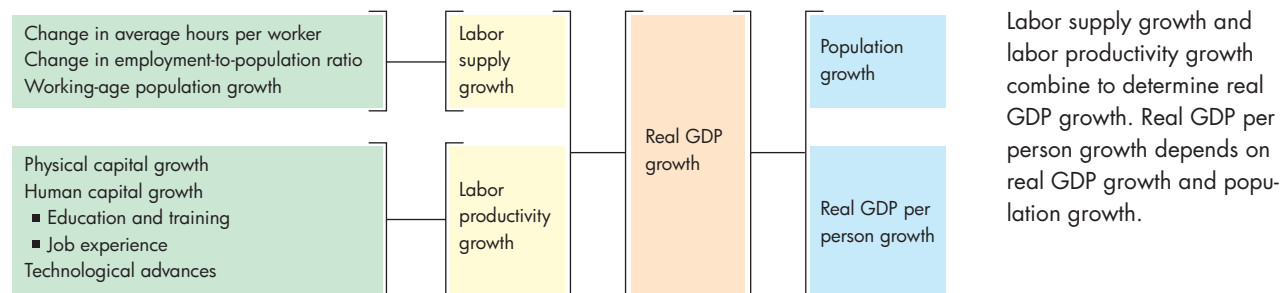 Change in average hours per worker
Change in employment-to-population ratio
Working-age population growth
Labor
supply
growth
Physical capital growth
Human capital growth
■ Education and training
■ Job experience
Technological advances
Labor
productivity
growth
Real GDP
growth
Population
growth
Real GDP per
person growth
Labor supply growth and
labor productivity growth
combine to determine real
GDP growth. Real GDP per
person growth depends on
real GDP growth and popu-
lation growth.